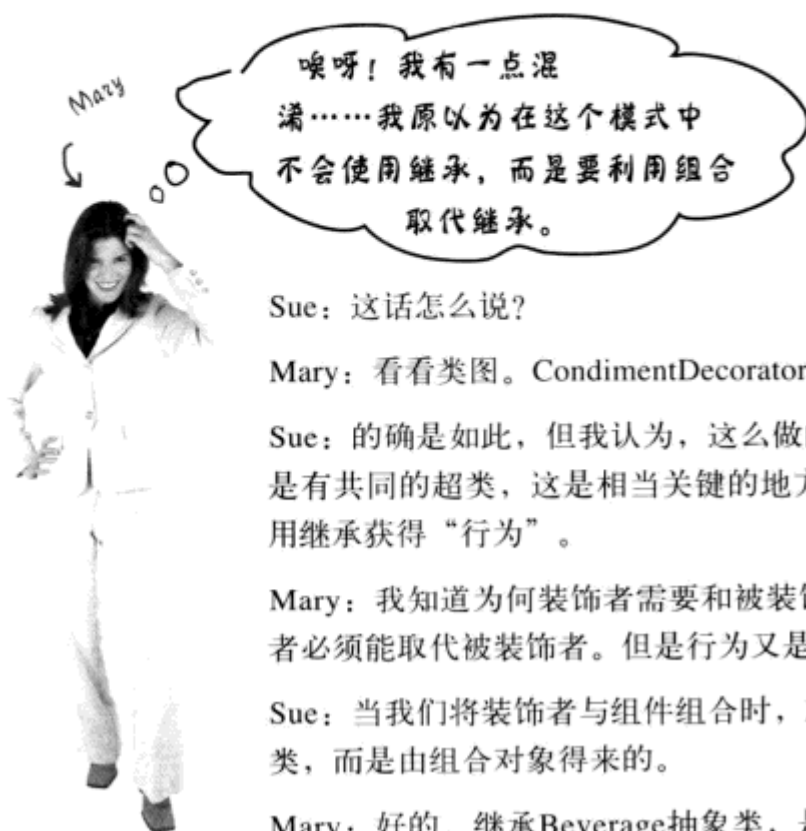 Mary
唉呀！我有一点混
淆……我原以为在这个模式中
不会使用继承，而是要利用组合
取代继承。
Sue：这话怎么说？
Mary：看看类图。CondimentDecorator
Sue：的确是如此，但我认为，这么做
是有共同的超类，这是相当关键的地方
用继承获得“行为”。
Mary：我知道为何装饰者需要和被装饰
者必须能取代被装饰者。但是行为又是
Sue：当我们将装饰者与组件组合时，
类，而是由组合对象得来的。
Mary：好的。继承Beverage抽象类，